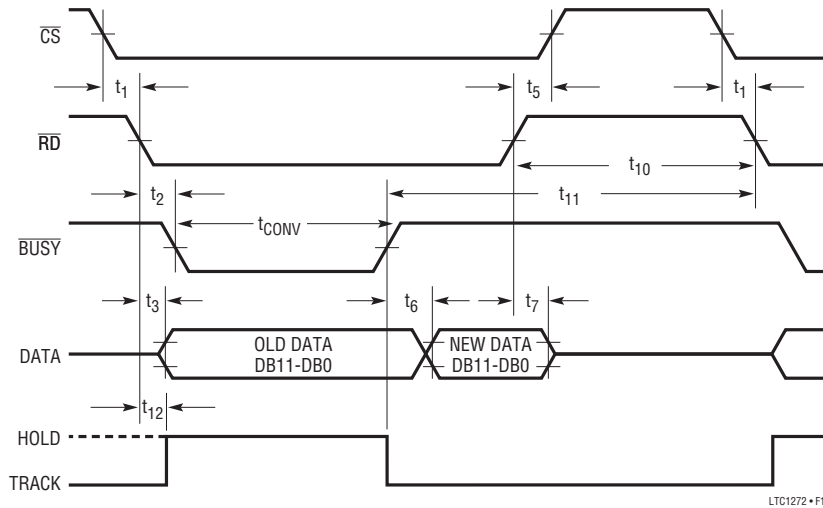 CS
t1
t5
t1
RD
t10
t2
t11
tCONV
BUSY
t3
t6
t7
DATA
OLD DATA
DB11-DB0
NEW DATA
DB11-DB0
t12
HOLD
TRACK
LTC1272 • F1